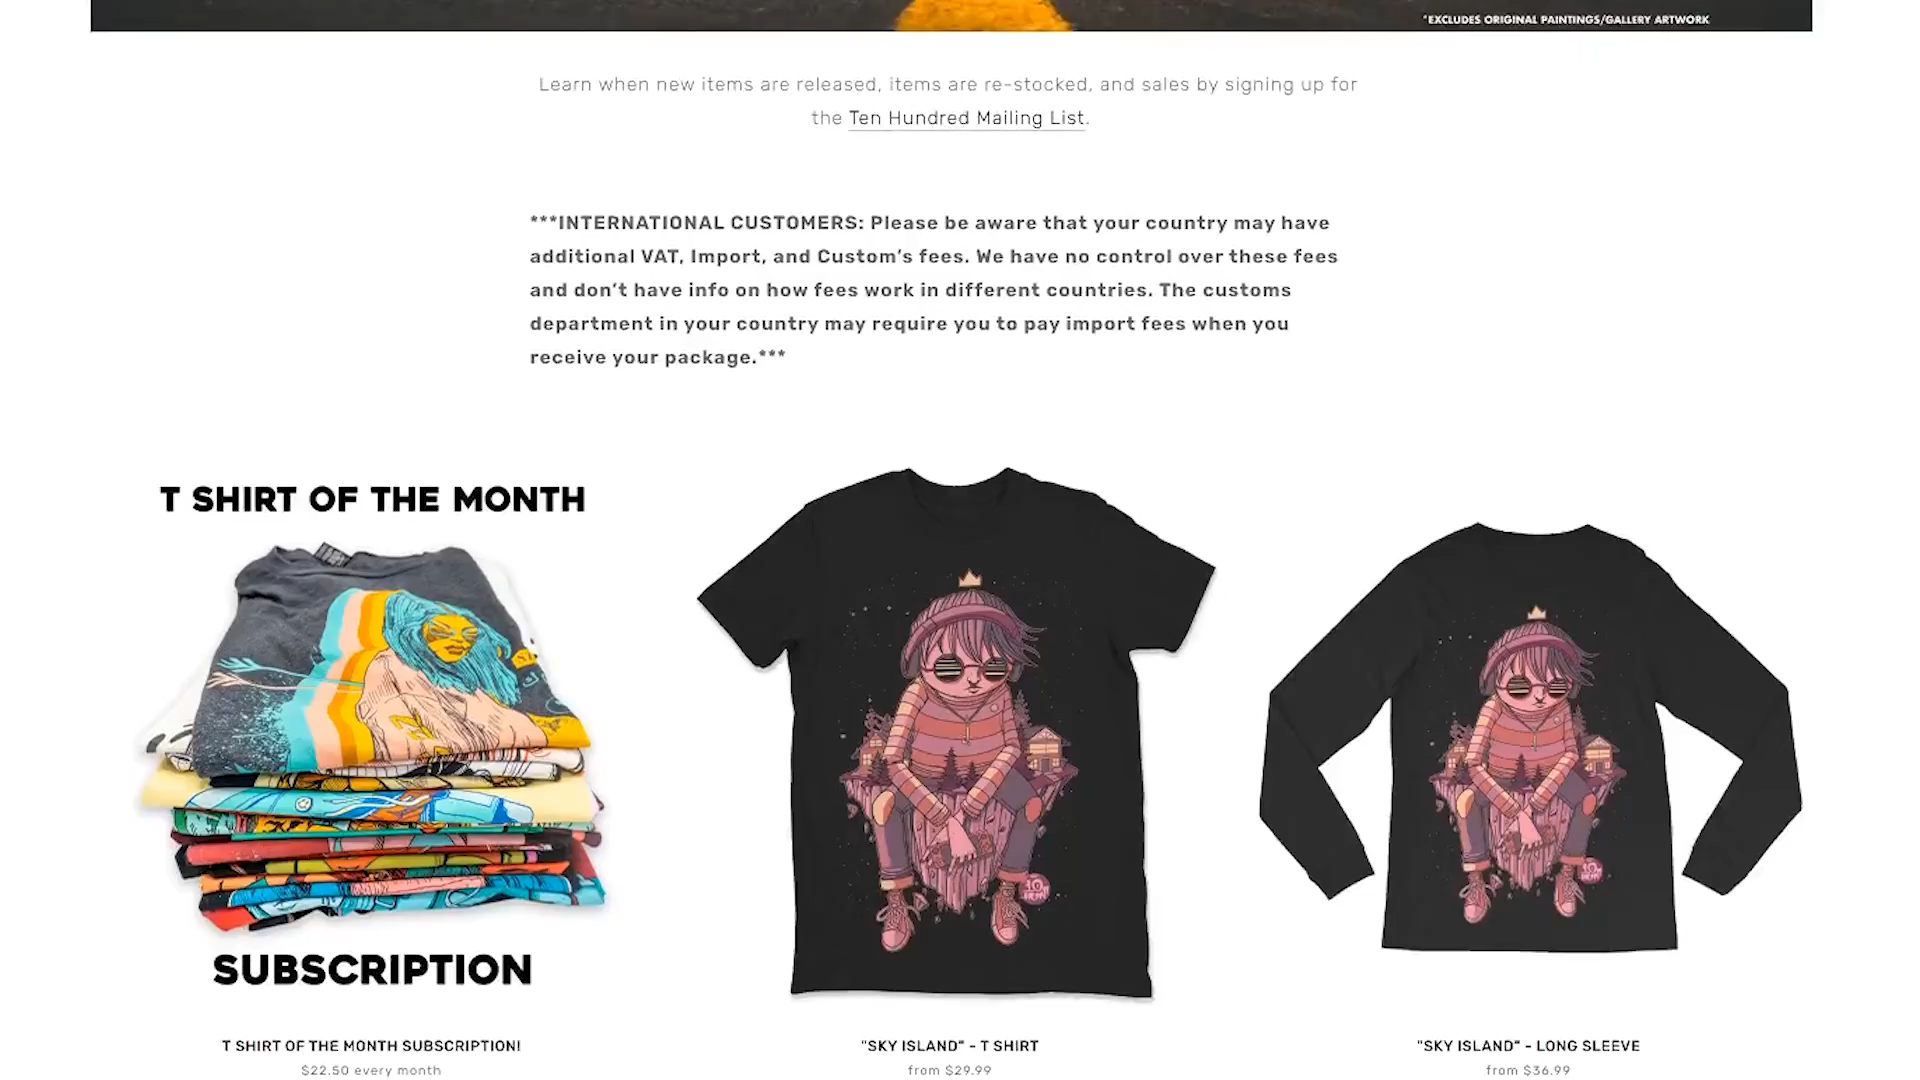 *EXCLUDES ORIGINAL PAINTINGS/GALLERY ARTWORK
Learn when new items are released, items are re-stocked, and sales by signing up for
the Ten Hundred Mailing List.
***INTERNATIONAL CUSTOMERS: Please be aware that your country may have
additional VAT, Import, and Custom’s fees. We have no control over these fees
and don’t have info on how fees work in different countries. The customs
department in your country may require you to pay import fees when you
receive your package.***
T SHIRT OF THE MONTH
SUBSCRIPTION
T SHIRT OF THE MONTH SUBSCRIPTION!
$22.50 every month
"SKY ISLAND" - T SHIRT
from $29.99
"SKY ISLAND" - LONG SLEEVE
from $36.99